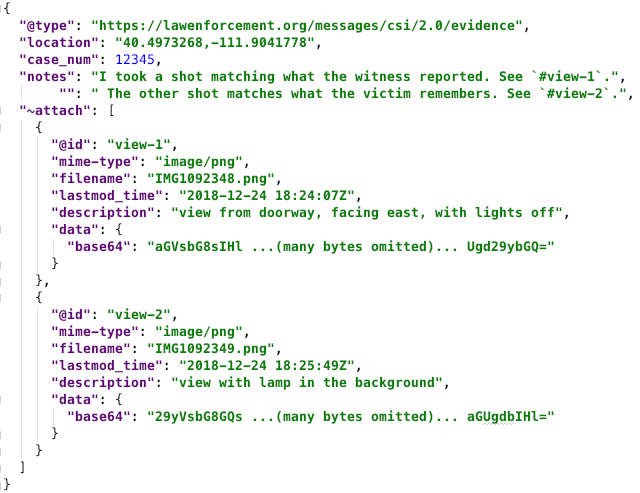 {
"@type": "https://lawenforcement.org/messages/csi/2.0/evidence",
"location": "40.4973268,-111.9041778",
"case_num": 12345,
"notes": "I took a shot matching what the witness reported. See `#view-1`.",
"": " The other shot matches what the victim remembers. See `#view-2`.",
"~attach": [
{
"@id": "view-1",
"mime-type": "image/png",
"filename": "IMG1092348.png",
"lastmod_time": "2018-12-24 18:24:07Z",
"description": "view from doorway, facing east, with lights off",
"data": {
"base64": "aGVsbG8sIHl ...(many bytes omitted)... Ugd29ybGQ="
}
},
{
"@id": "view-2",
"mime-type": "image/png",
"filename": "IMG1092349.png",
"lastmod_time": "2018-12-24 18:25:49Z",
"description": "view with lamp in the background",
"data": {
"base64": "29yVsbG8GQs ...(many bytes omitted)... aGUgdbIHl="
}
}
]
}